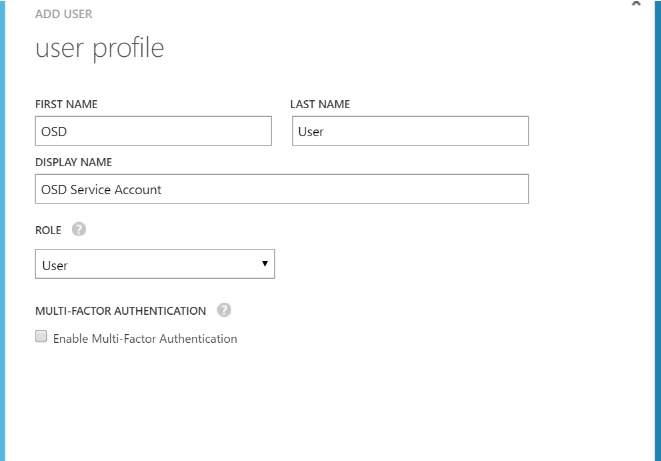 ADD USER
user profile
FIRST NAME LAST NAME
OSD User
DISPLAY NAME
OSD Service Account
ROLE ?
User
MULTI-FACTOR AUTHENTICATION ?
Enable Multi-Factor Authentication